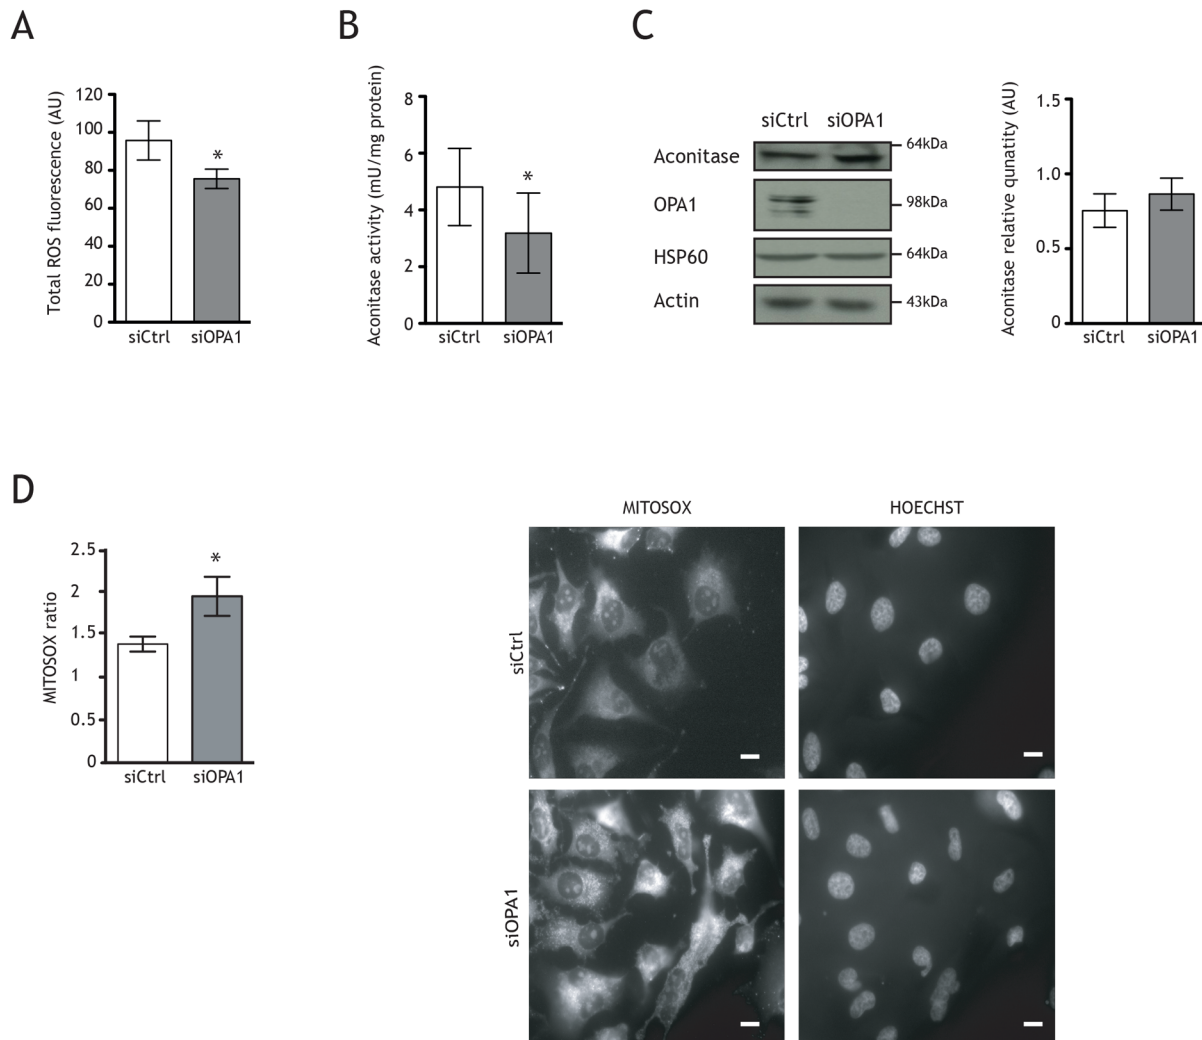 A
B
C
Total ROS fluorescence (AU)
120
100
80
60
40
20
0
*
siCtrl siOPA1
Aconitase activity (mU/mg protein)
8
6
4
2
0
*
siCtrl siOPA1
siCtrl siOPA1
Aconitase
64kDa
OPA1
98kDa
HSP60
64kDa
Actin
43kDa
Aconitase relative qunatity (AU)
1.5
1.0
0.5
0
siCtrl siOPA1
D
MITOSOX ratio
2.5
2
1.5
1
0.5
0
*
siCtrl siOPA1
MITOSOX HOECHST
siCtrl
siOPA1